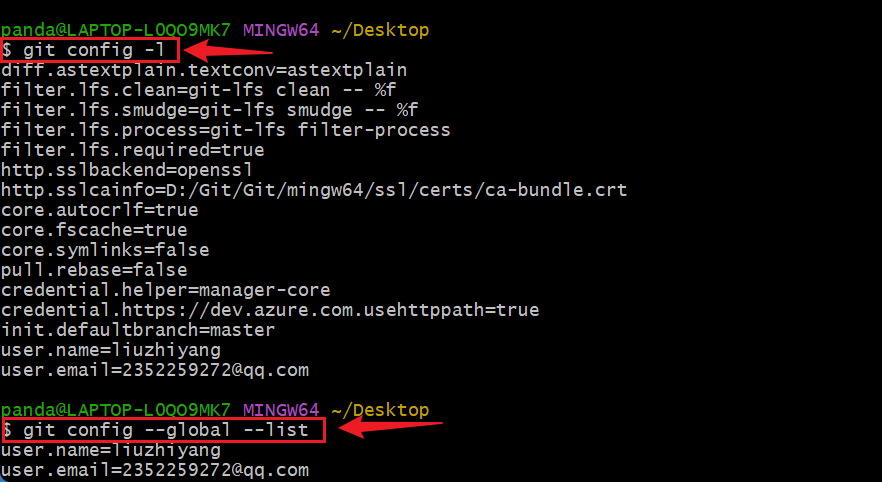 panda@LAPTOP-L0QO9MK7 MINGW64 ~/Desktop
$ git config -l
diff.astextplain.textconv=astextplain
filter.lfs.clean=git-lfs clean -- %f
filter.lfs.smudge=git-lfs smudge -- %f
filter.lfs.process=git-lfs filter-process
filter.lfs.required=true
http.sslbackend=openssl
http.sslcainfo=D:/Git/Git/mingw64/ssl/certs/ca-bundle.crt
core.autocrlf=true
core.fscache=true
core.symlinks=false
pull.rebase=false
credential.helper=manager-core
credential.https://dev.azure.com.usehttppath=true
init.defaultbranch=master
user.name=liuzhiyang
user.email=2352259272@qq.com
panda@LAPTOP-L0QO9MK7 MINGW64 ~/Desktop
$ git config --global --list
user.name=liuzhiyang
user.email=2352259272@qq.com